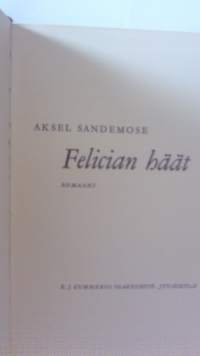 AKSEL SANDEMOSE
Felician häät
ROMAANI
K. J. GUMMERUS OSAKEYHTIÖ, JYVÄSKYLÄ